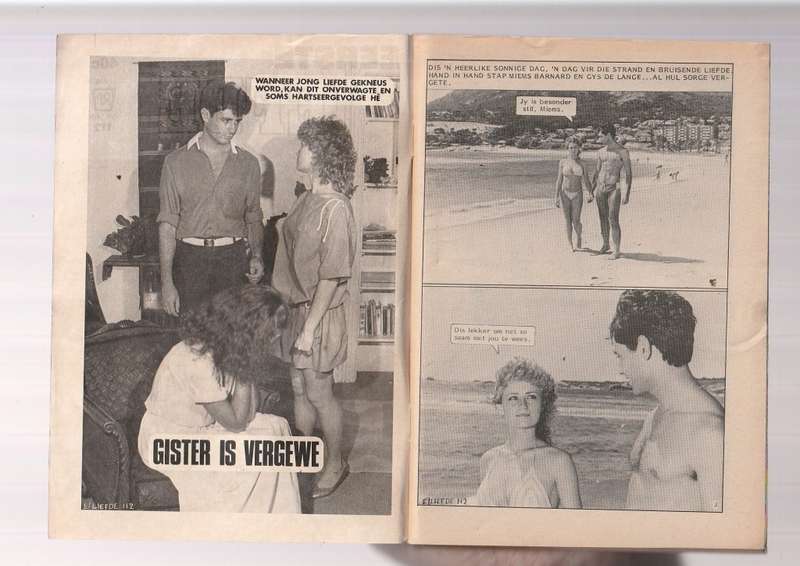 WANNEER JONG LIEFDE GEKNEUS
WORD, KAN DIT ONVERWAGTE, EN
SOMS HARTSEERGEVOLGE HÊ
GISTER IS VERGEWE
E/LIEFDE 112
DIS 'N HEERLIKE SONNIGE DAG, 'N DAG VIR DIE STRAND EN BRUISENDE LIEFDE
HAND IN HAND STAP MIEMS BARNARD EN GYS DE LANGE...AL HUL SORGE VER-
GETE.
Jy is besonder
stil, Miems.
Dis lekker om net so
saam met jou te wees.
E/LIEFDE 112